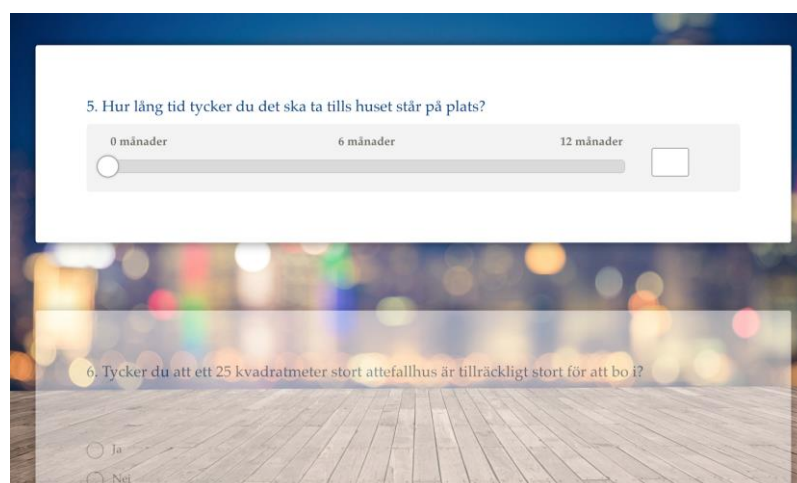 5. Hur lång tid tycker du det ska ta tills huset står på plats?
0 månader 6 månader 12 månader
6. Tycker du att ett 25 kvadratmeter stort attefallhus är tillräckligt stort för att bo i?
Ja
Nej